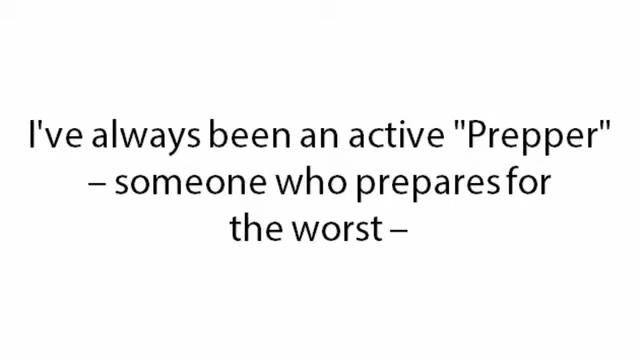 I've always been an active "Prepper"
– someone who prepares for
the worst –